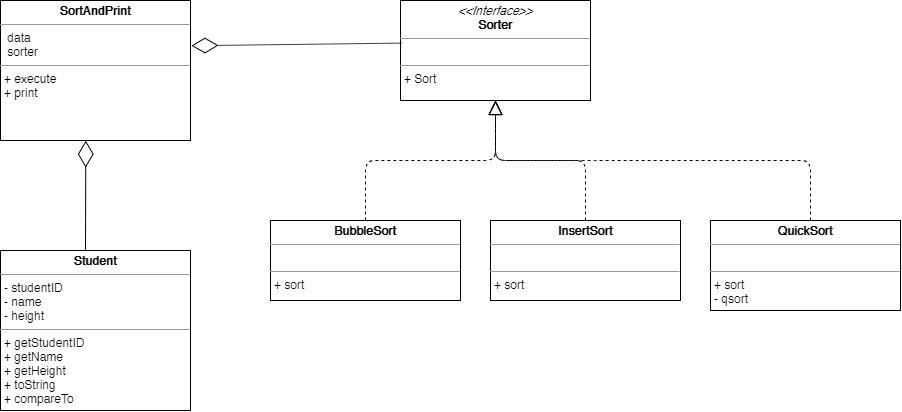 SortAndPrint
data
sorter
+ execute
+ print
<<Interface>>
Sorter
+ Sort
BubbleSort
+ sort
InsertSort
+ sort
QuickSort
+ sort
- qsort
Student
- studentID
- name
- height
+ getStudentID
+ getName
+ getHeight
+ toString
+ compareTo